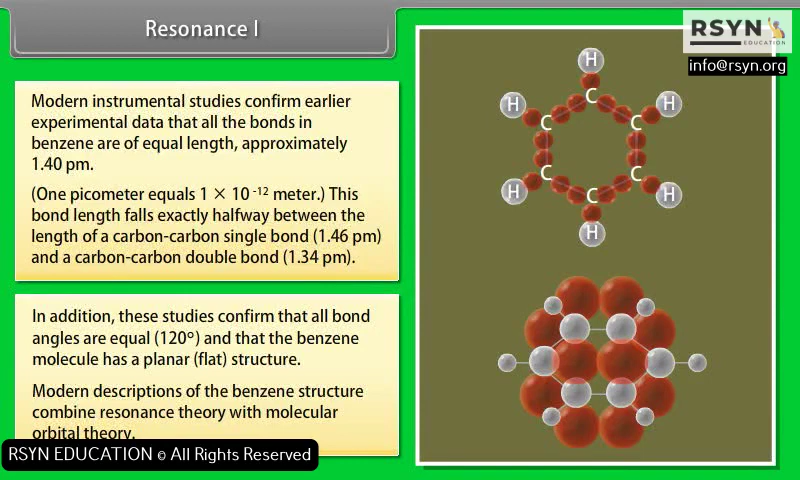 Resonance I
RSYN
EDUCATION
info@rsyn.org
Modern instrumental studies confirm earlier
experimental data that all the bonds in
benzene are of equal length, approximately
1.40 pm.
(One picometer equals 1 × 10 -12 meter.) This
bond length falls exactly halfway between the
length of a carbon-carbon single bond (1.46 pm)
and a carbon-carbon double bond (1.34 pm).
In addition, these studies confirm that all bond
angles are equal (120°) and that the benzene
molecule has a planar (flat) structure.
Modern descriptions of the benzene structure
combine resonance theory with molecular
orbital theory.
RSYN EDUCATION © All Rights Reserved
H
H H
C
C C
C C
C
H H
H